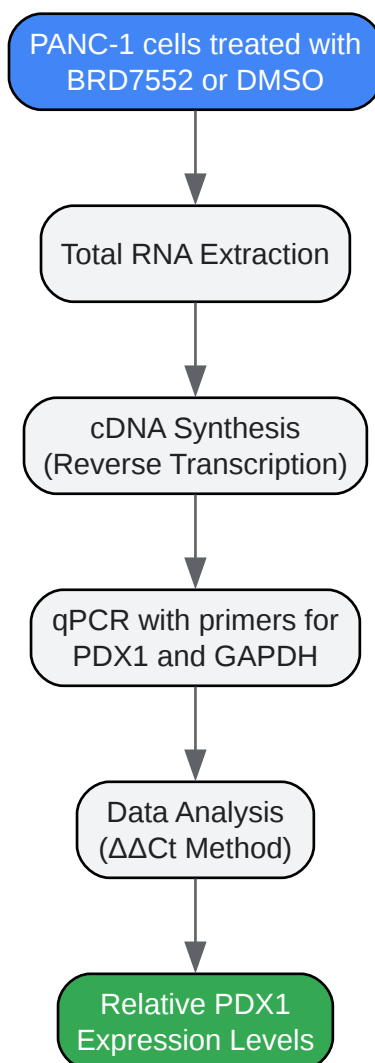 PANC-1 cells treated with
BRD7552 or DMSO
Total RNA Extraction
cDNA Synthesis
(Reverse Transcription)
qPCR with primers for
PDX1 and GAPDH
Data Analysis
(ΔΔCt Method)
Relative PDX1
Expression Levels